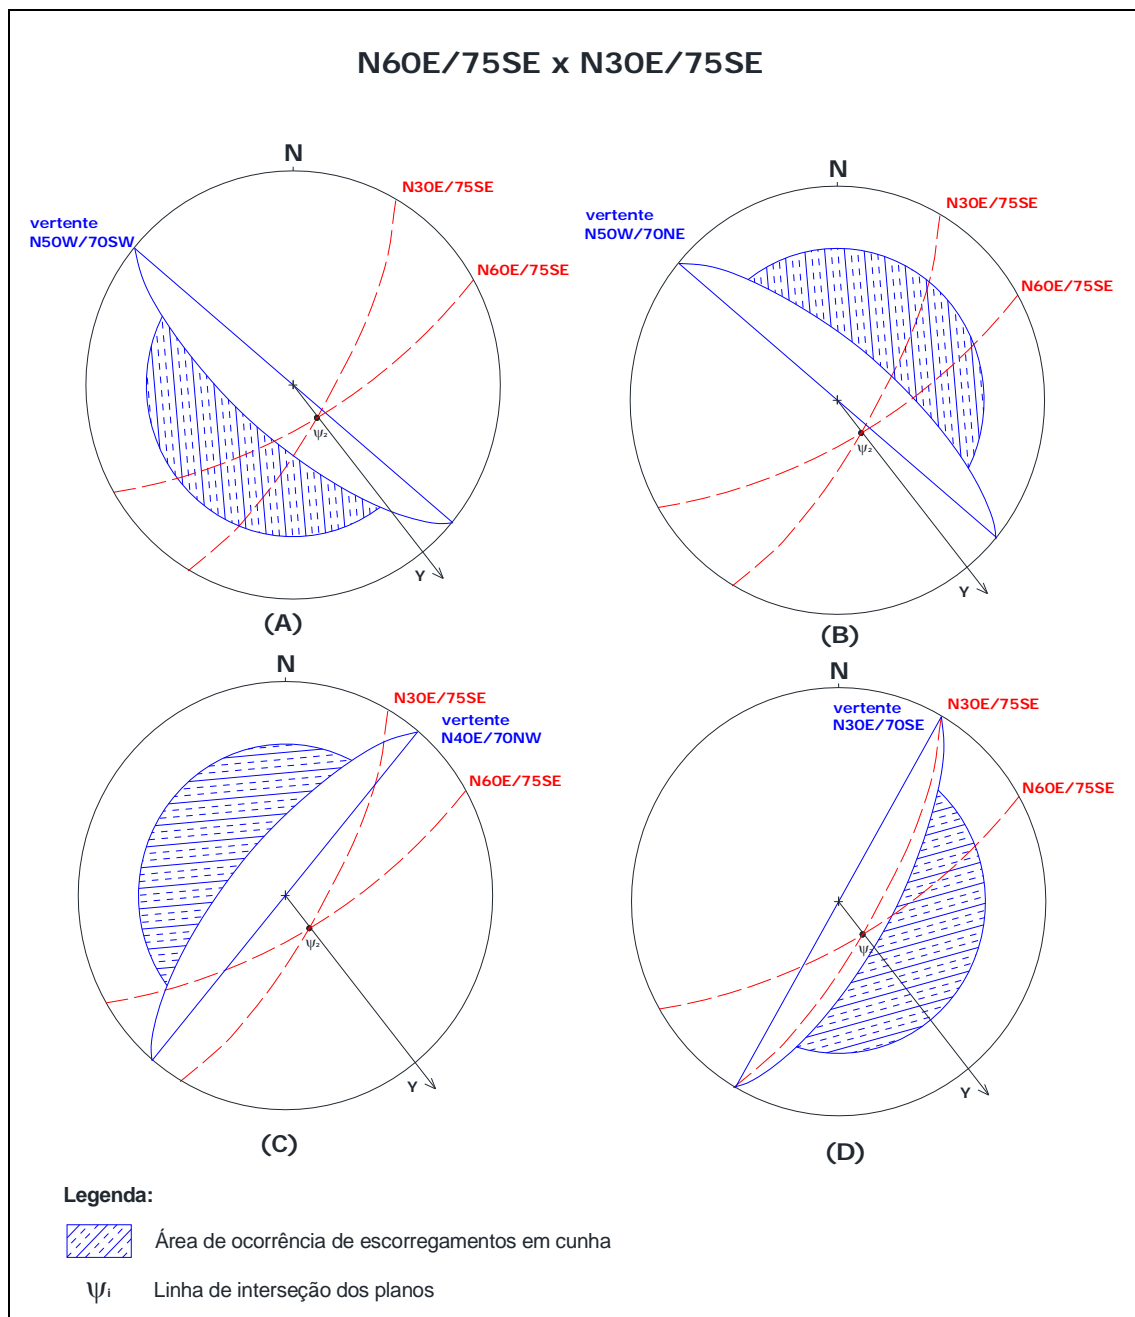 N60E/75SE x N30E/75SE
N
N30E/75SE
vertente
N50W/70SW
N60E/75SE
Ψ₂
Y
(A)
N
N30E/75SE
vertente
N50W/70NE
N60E/75SE
Ψ₂
Y
(B)
N
N30E/75SE
vertente
N40E/70NW
N60E/75SE
Ψ₂
Y
(C)
N
N30E/75SE
vertente
N30E/70SE
N60E/75SE
Ψ₂
Y
(D)
Legenda:
Área de ocorrência de escorregamentos em cunha
Ψi Linha de interseção dos planos